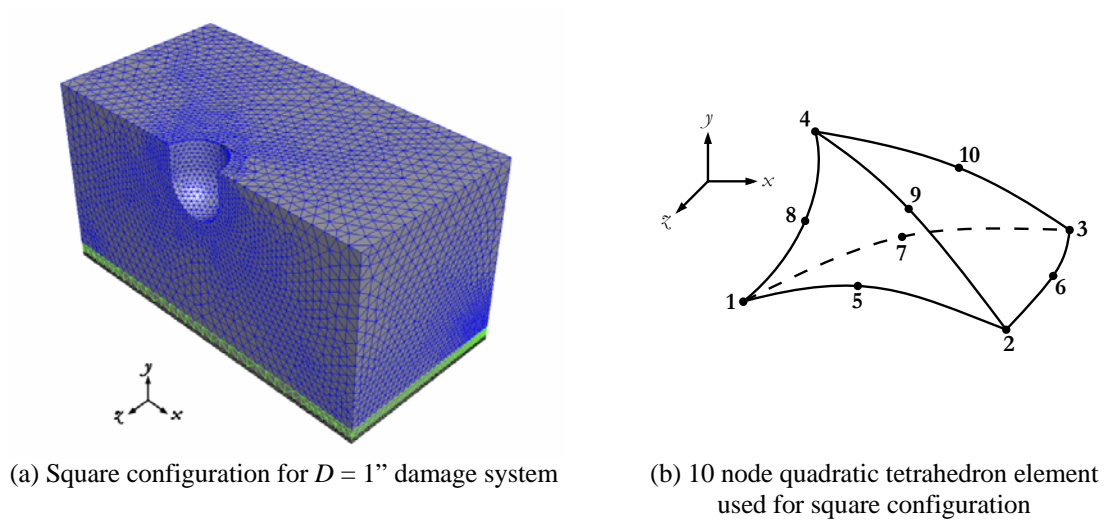 y
z
x
(a) Square configuration for D = 1” damage system
4
y
x
z
10
9
8
3
7
6
1
5
2
(b) 10 node quadratic tetrahedron element
used for square configuration